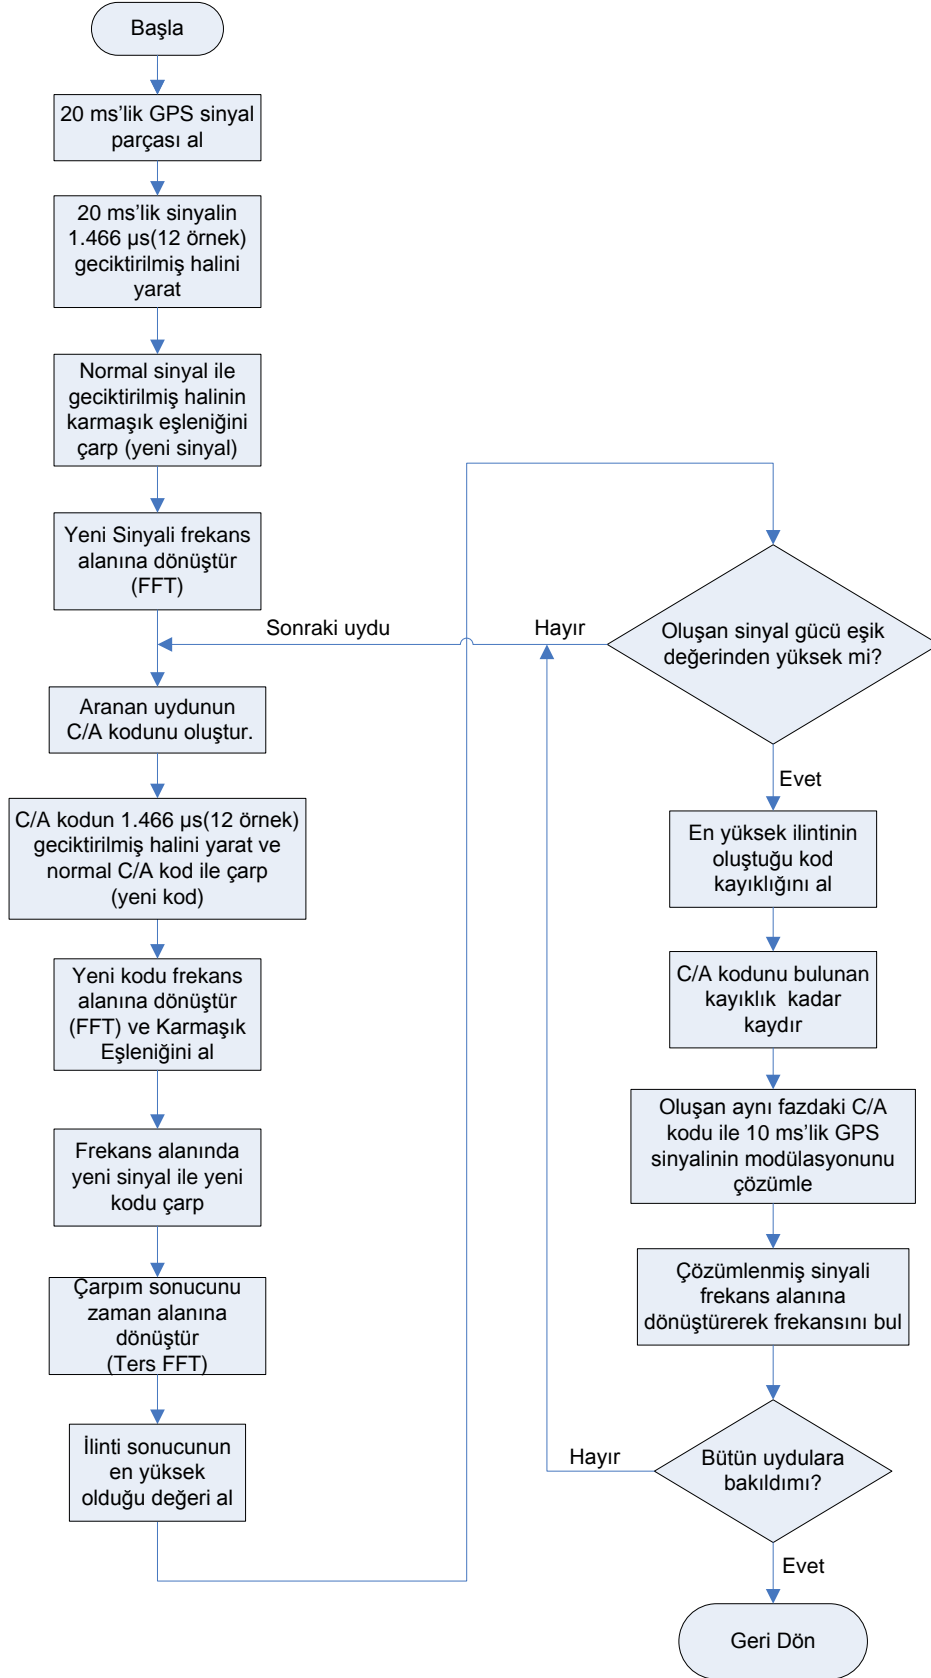 Başla
20 ms'lik GPS sinyal
parçası al
20 ms'lik sinyalin
1.466 µs(12 örnek)
geciktirilmiş halini
yarat
Normal sinyal ile
geciktirilmiş halinin
karmaşık eşleniğini
çarp (yeni sinyal)
Yeni Sinyali frekans
alanına dönüştür
(FFT)
Sonraki uydu
Aranan uydunun
C/A kodunu oluştur.
C/A kodun 1.466 µs(12 örnek)
geciktirilmiş halini yarat ve
normal C/A kod ile çarp
(yeni kod)
Yeni kodu frekans
alanına dönüştür
(FFT) ve Karmaşık
Eşleniğini al
Frekans alanında
yeni sinyal ile yeni
kodu çarp
Çarpım sonucunu
zaman alanına
dönüştür
(Ters FFT)
İlinti sonucunun
en yüksek
olduğu değeri al
Oluşan sinyal gücü eşik
değerinden yüksek mi?
Hayır
Evet
En yüksek ilintinin
oluştuğu kod
kayıklığını al
C/A kodunu bulunan
kayıklık kadar
kaydır
Oluşan aynı fazdaki C/A
kodu ile 10 ms'lik GPS
sinyalinin modülasyonunu
çözümle
Çözümlenmiş sinyali
frekans alanına
dönüştürerek frekansını bul
Bütün uydulara
bakıldımı?
Hayır
Evet
Geri Dön